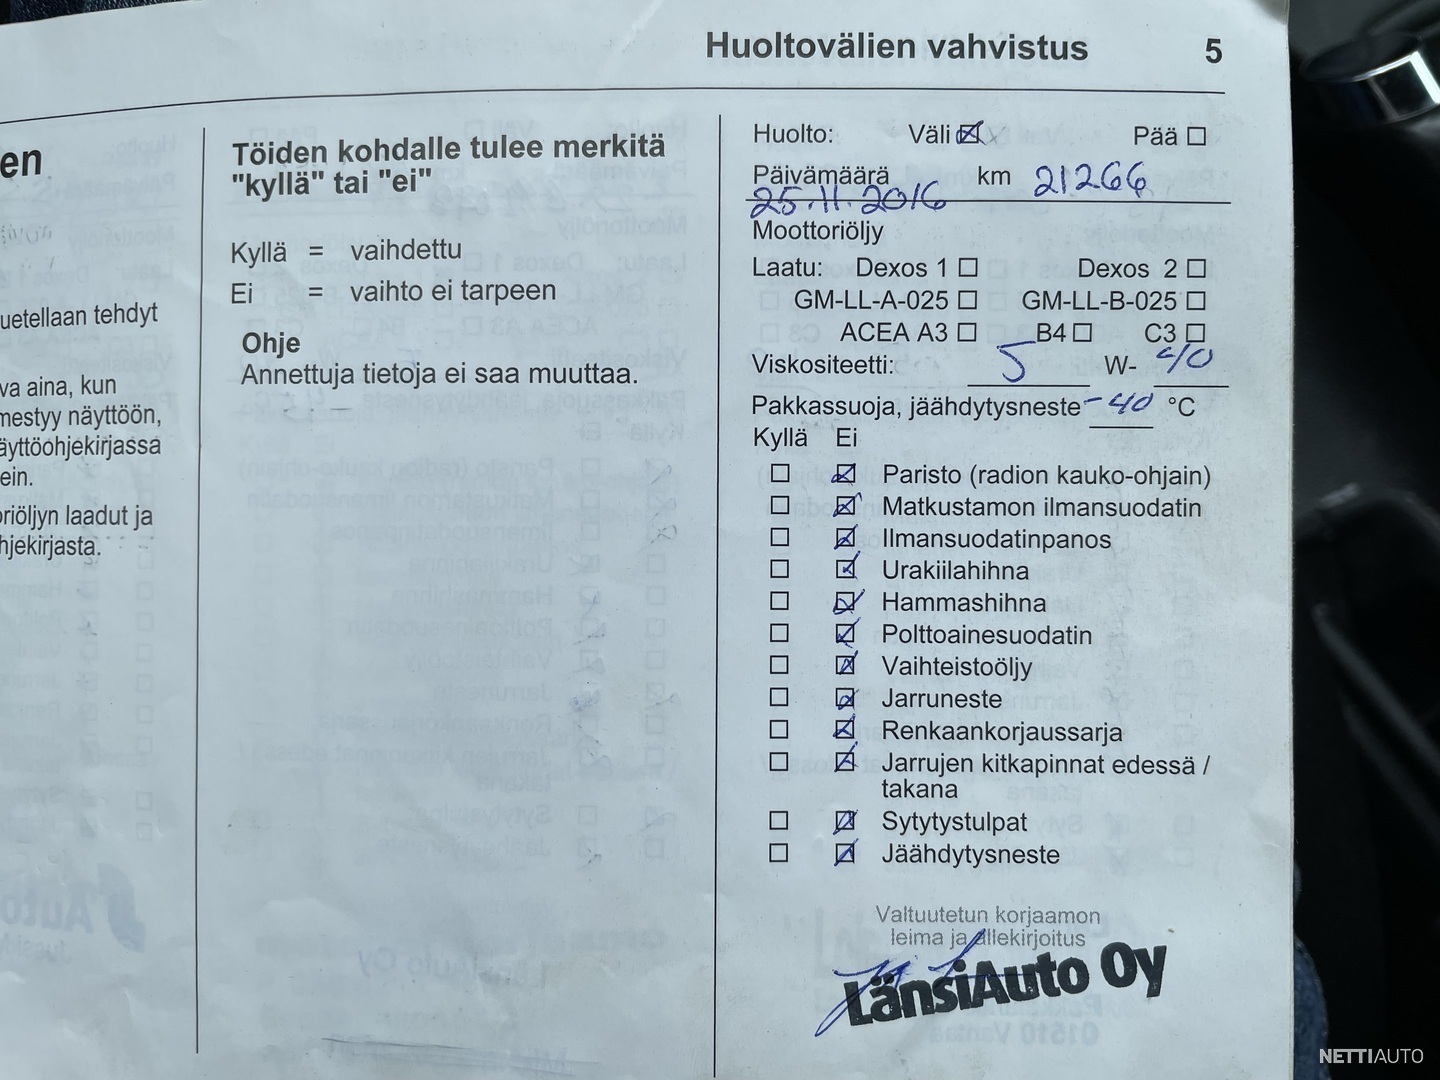 Huoltovälien vahvistus 5
en
uetellaan tehdyt
va aina, kun
mestyy näyttöön,
äyttöohjekirjassa
ein.
oriöljyn laadut ja
hjekirjasta.
Töiden kohdalle tulee merkitä
"kyllä" tai "ei"
Kyllä = vaihdettu
Ei = vaihto ei tarpeen
Ohje
Annettuja tietoja ei saa muuttaa.
Huolto: Väli ☒ Pää ☐
Päivämäärä km 21266
25.11.2016
Moottoriöljy
Laatu: Dexos 1 ☐ Dexos 2 ☐
GM-LL-A-025 ☐ GM-LL-B-025 ☐
ACEA A3 ☐ B4 ☐ C3 ☐
Viskositeetti: 5 W- 40
Pakkassuoja, jäähdytysneste -40 °C
Kyllä Ei
☐ ☑ Paristo (radion kauko-ohjain)
☐ ☑ Matkustamon ilmansuodatin
☐ ☑ Ilmansuodatinpanos
☐ ☑ Urakiilahihna
☐ ☑ Hammashihna
☐ ☑ Polttoainesuodatin
☐ ☑ Vaihteistoöljy
☐ ☑ Jarruneste
☐ ☑ Renkaankorjaussarja
☐ ☑ Jarrujen kitkapinnat edessä /
takana
☐ ☑ Sytytystulpat
☐ ☑ Jäähdytysneste
Valtuutetun korjaamon
leima ja allekirjoitus
LänsiAuto Oy
NETTIAUTO